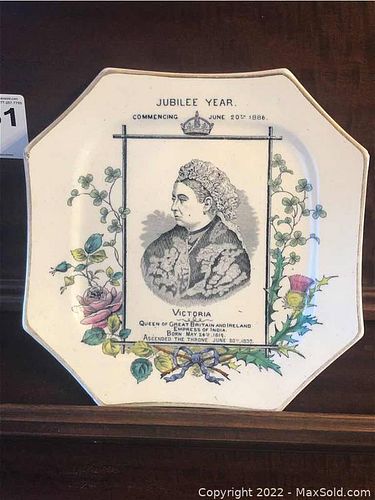 JUBILEE YEAR.
COMMENCING JUNE 20TH 1886.
VICTORIA
QUEEN OF GREAT BRITAIN AND IRELAND
EMPRESS OF INDIA.
BORN MAY 24TH, 1819.
ASCENDED THE THRONE JUNE 20TH, 1837.
1
Copyright © 2022 - MaxSold.com